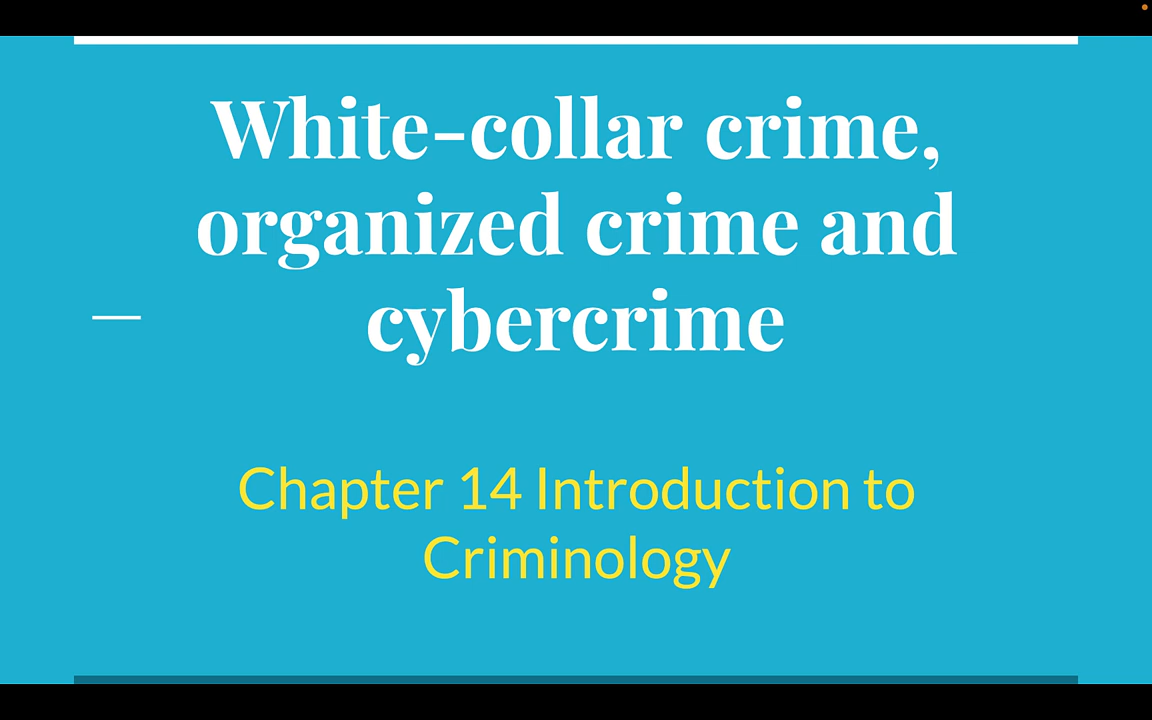 White-collar crime,
organized crime and
cybercrime
Chapter 14 Introduction to
Criminology